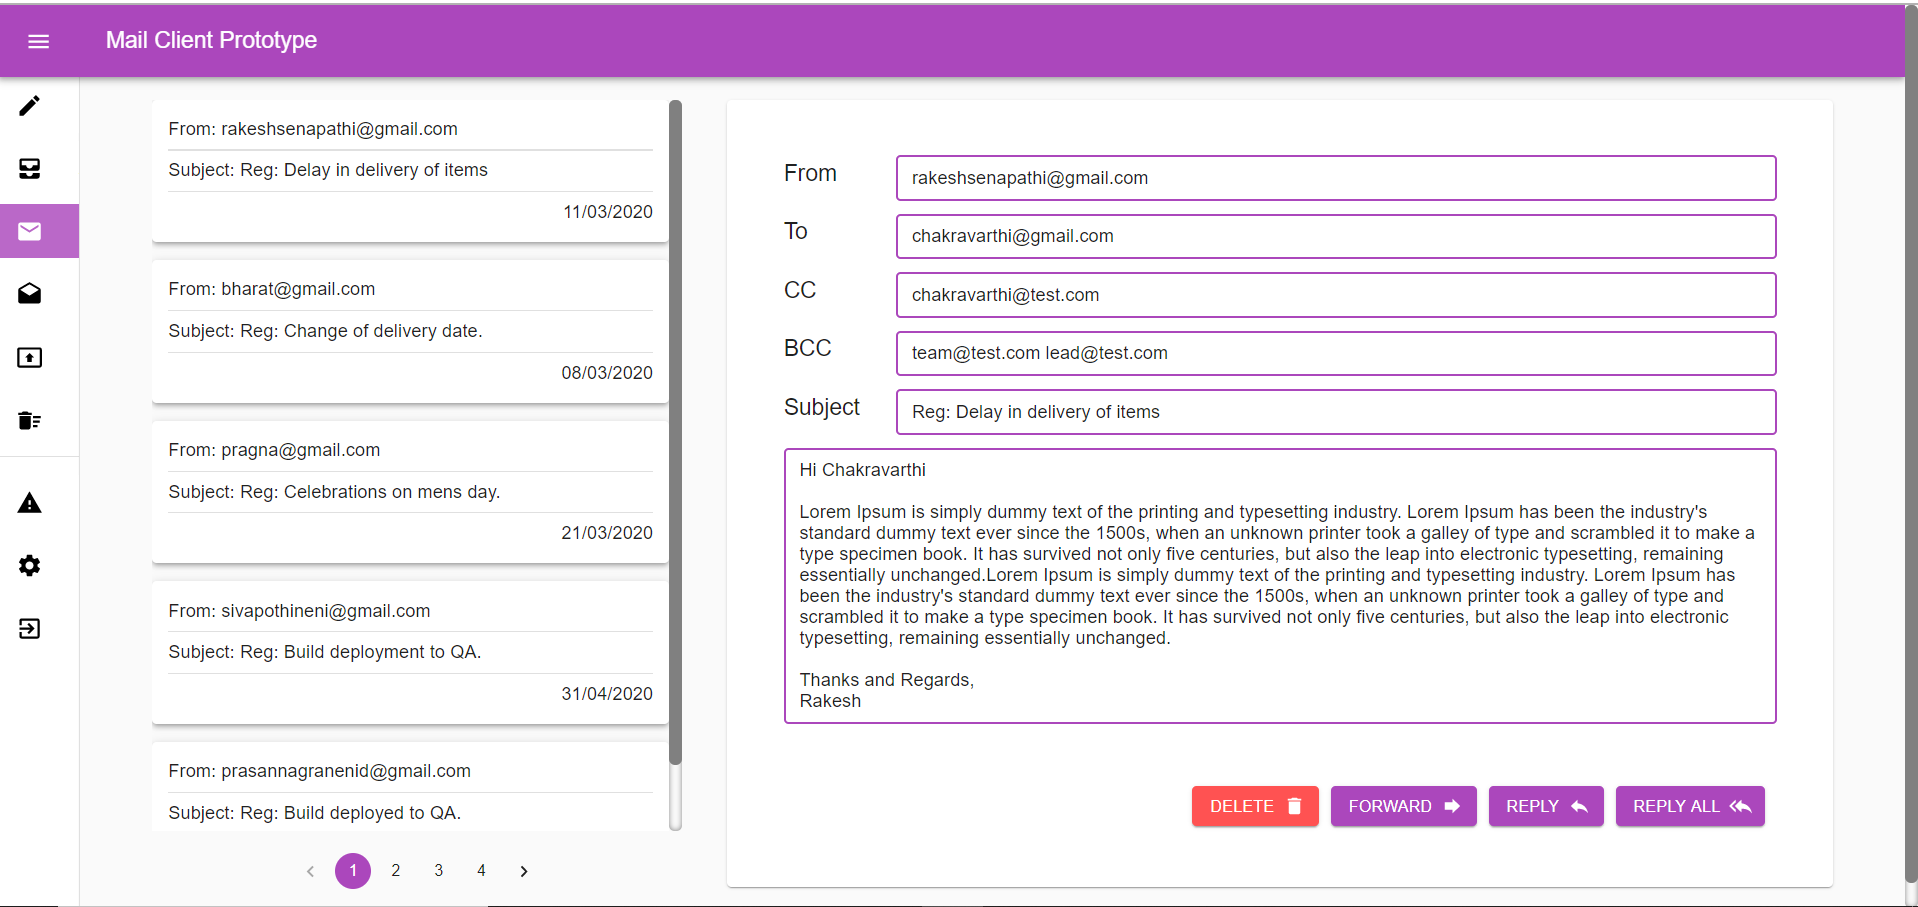 Mail Client Prototype
From: rakeshsenapathi@gmail.com
Subject: Reg: Delay in delivery of items
11/03/2020
From: bharat@gmail.com
Subject: Reg: Change of delivery date.
08/03/2020
From: pragna@gmail.com
Subject: Reg: Celebrations on mens day.
21/03/2020
From: sivapothineni@gmail.com
Subject: Reg: Build deployment to QA.
31/04/2020
From: prasannagranenid@gmail.com
Subject: Reg: Build deployed to QA.
1 2 3 4
From rakeshsenapathi@gmail.com
To chakravarthi@gmail.com
CC chakravarthi@test.com
BCC team@test.com lead@test.com
Subject Reg: Delay in delivery of items
Hi Chakravarthi
Lorem Ipsum is simply dummy text of the printing and typesetting industry. Lorem Ipsum has been the industry's
standard dummy text ever since the 1500s, when an unknown printer took a galley of type and scrambled it to make a
type specimen book. It has survived not only five centuries, but also the leap into electronic typesetting, remaining
essentially unchanged.Lorem Ipsum is simply dummy text of the printing and typesetting industry. Lorem Ipsum has
been the industry's standard dummy text ever since the 1500s, when an unknown printer took a galley of type and
scrambled it to make a type specimen book. It has survived not only five centuries, but also the leap into electronic
typesetting, remaining essentially unchanged.
Thanks and Regards,
Rakesh
DELETE FORWARD REPLY REPLY ALL